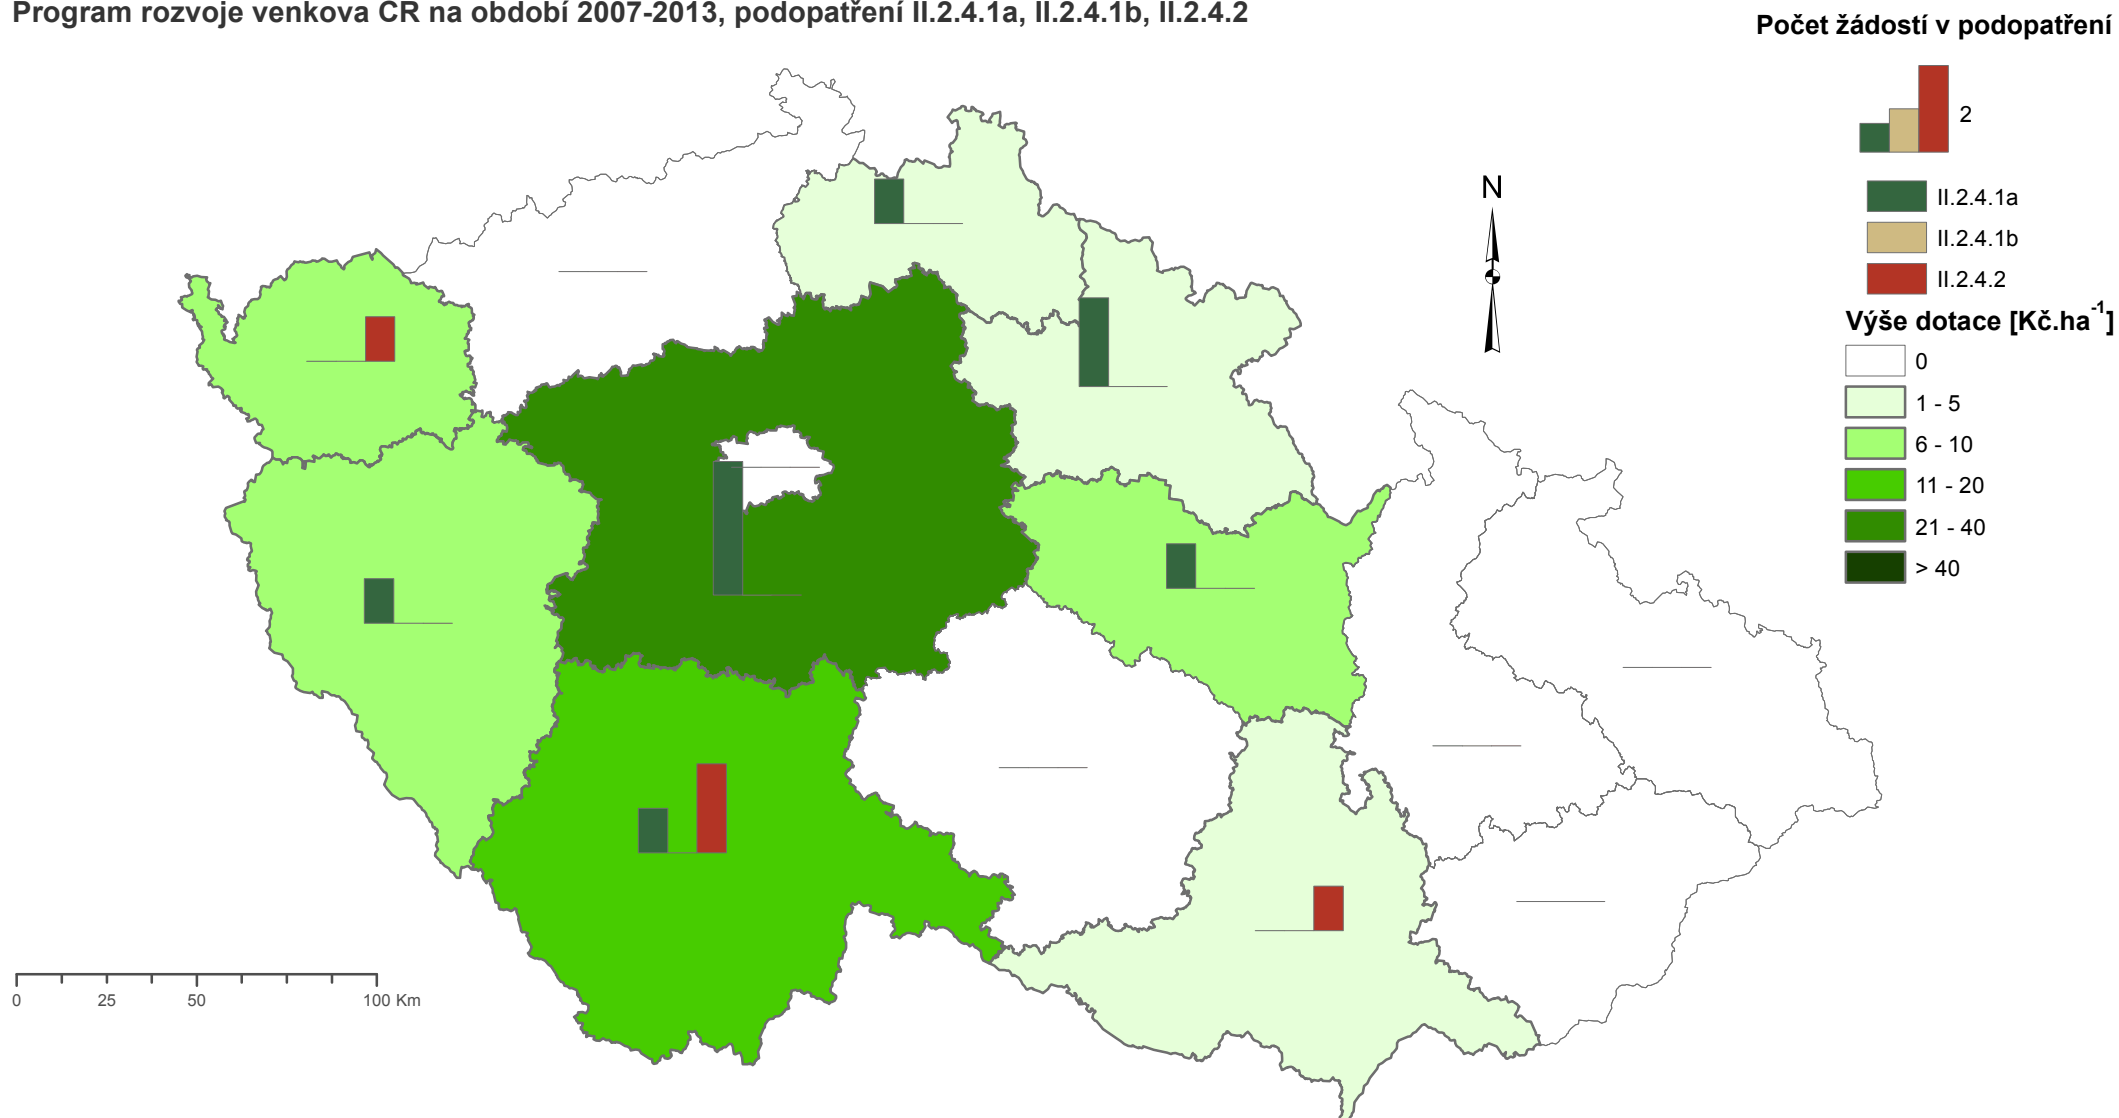 Program rozvoje venkova ČR na období 2007-2013, podopatření II.2.4.1a, II.2.4.1b, II.2.4.2
Počet žádostí v podopatření
2
II.2.4.1a
II.2.4.1b
II.2.4.2
Výše dotace [Kč.ha⁻¹]
0
1 - 5
6 - 10
11 - 20
21 - 40
> 40
N
0 25 50 100 Km